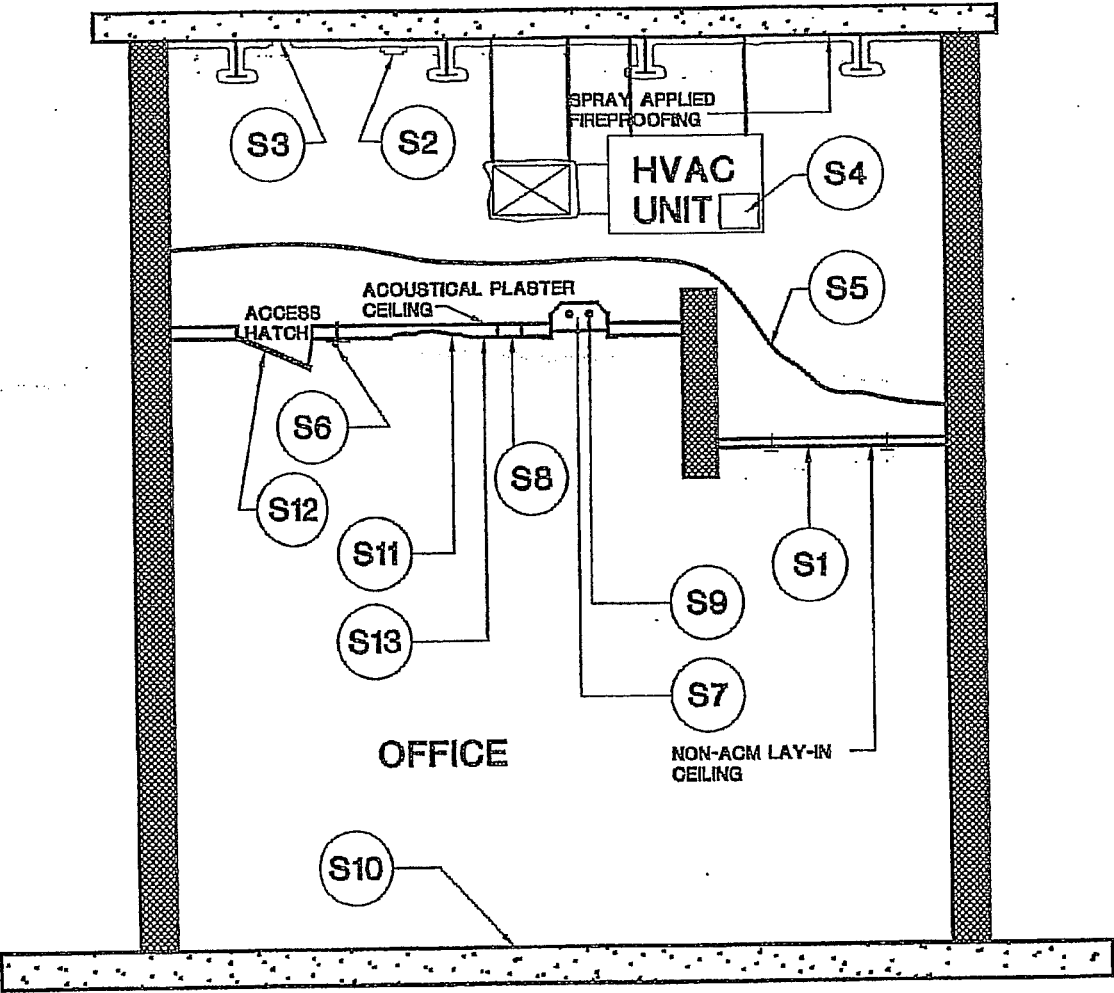 SPRAY APPLIED
FIREPROOFING
S3
S2
HVAC
UNIT
S4
S5
ACOUSTICAL PLASTER
CEILING
ACCESS
HATCH
S6
S8
S12
S11
S1
S9
S13
S7
OFFICE
NON-ACM LAY-IN
CEILING
S10